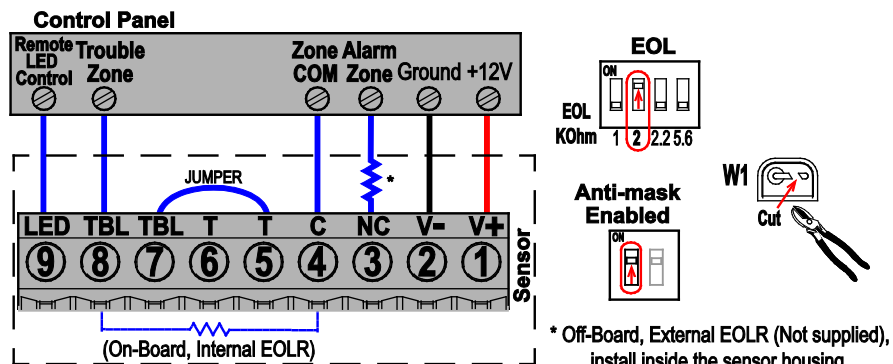 Control Panel
Remote LED Control
Trouble Zone
Zone COM
Alarm Zone
Ground
+12V
*
JUMPER
LED TBL TBL T T C NC V- V+
9 8 7 6 5 4 3 2 1
Sensor
(On-Board, Internal EOLR)
EOL
ON
EOL KOhm
1 2 2.2 5.6
Anti-mask
Enabled
ON
W1
Cut
* Off-Board, External EOLR (Not supplied),
install inside the sensor housing